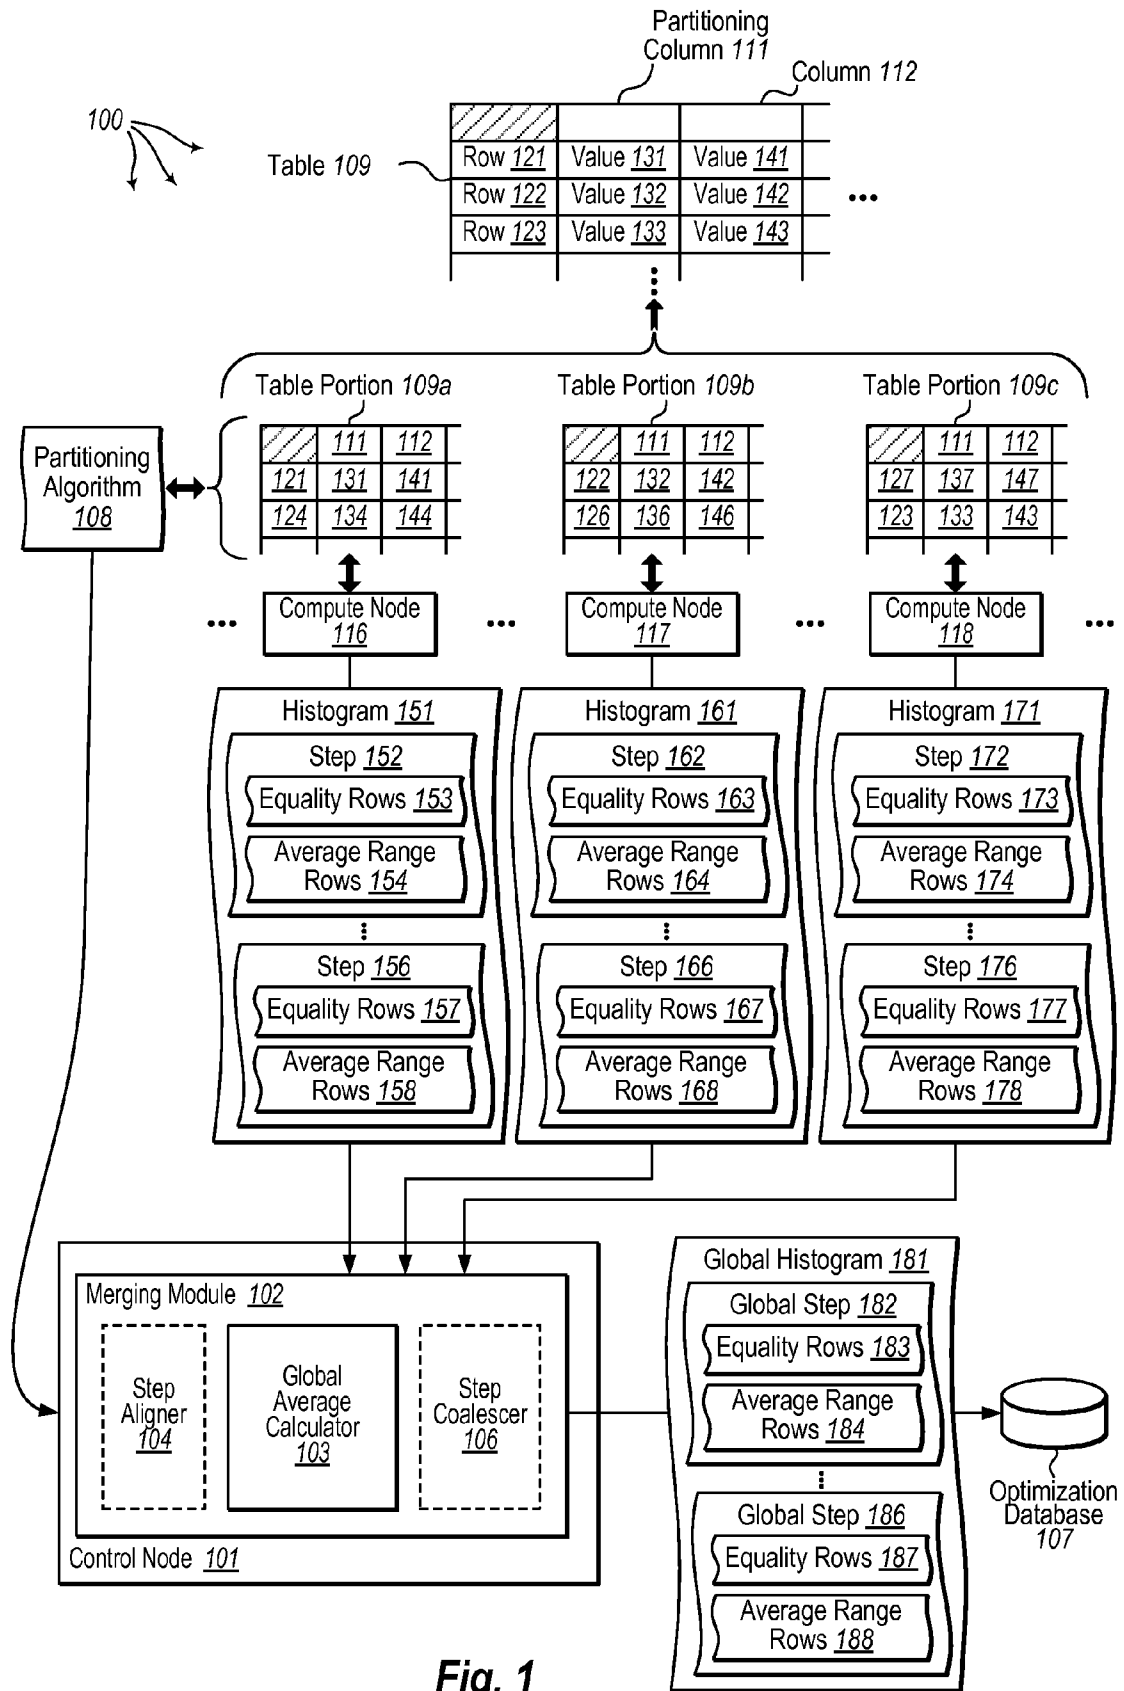 Partitioning
Column 111
Column 112
100
Table 109
Row 121 Value 131 Value 141
Row 122 Value 132 Value 142 •••
Row 123 Value 133 Value 143
Table Portion 109a Table Portion 109b Table Portion 109c
Partitioning
Algorithm
108
111 112
121 131 141
124 134 144
111 112
122 132 142
126 136 146
111 112
127 137 147
123 133 143
••• Compute Node
116
••• Compute Node
117
••• Compute Node
118
•••
Histogram 151
Step 152
Equality Rows 153
Average Range
Rows 154
Step 156
Equality Rows 157
Average Range
Rows 158
Histogram 161
Step 162
Equality Rows 163
Average Range
Rows 164
Step 166
Equality Rows 167
Average Range
Rows 168
Histogram 171
Step 172
Equality Rows 173
Average Range
Rows 174
Step 176
Equality Rows 177
Average Range
Rows 178
Merging Module 102
Step
Aligner
104
Global
Average
Calculator
103
Step
Coalescer
106
Control Node 101
Global Histogram 181
Global Step 182
Equality Rows 183
Average Range
Rows 184
Global Step 186
Equality Rows 187
Average Range
Rows 188
Optimization
Database
107
Fig. 1